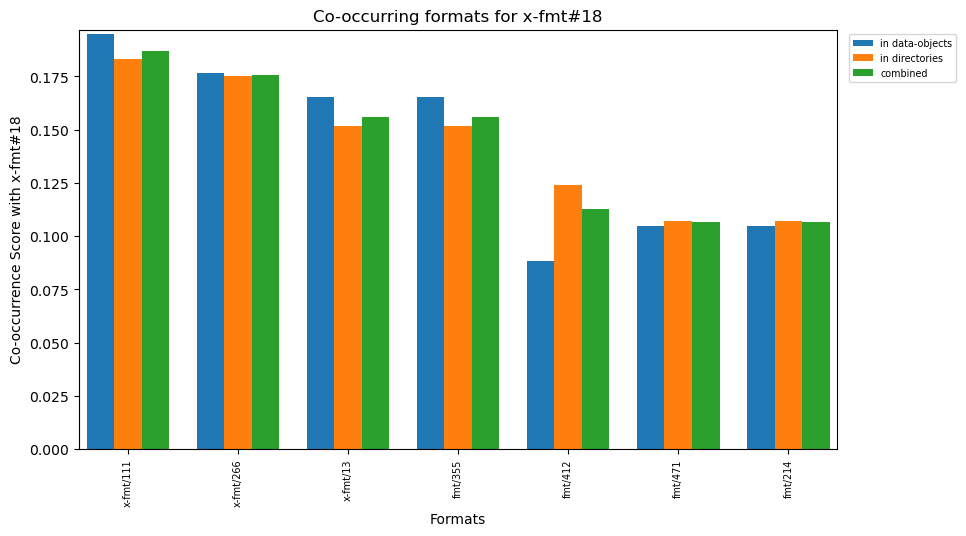 Co-occurring formats for x-fmt#18
in data-objects
in directories
combined
Co-occurrence Score with x-fmt#18
0.175
0.150
0.125
0.100
0.075
0.050
0.025
0.000
x-fmt/111
x-fmt/266
x-fmt/13
fmt/355
fmt/412
fmt/471
fmt/214
Formats